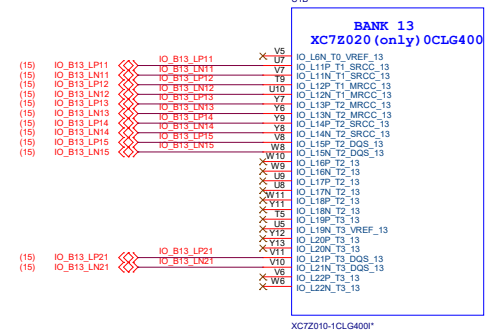 BANK 13
XC7Z020(only)0CLG400
V5 IO_L6N_T0_VREF_13
(15) IO_B13_LP11 IO_B13_LP11 U7 IO_L11P_T1_SRCC_13
(15) IO_B13_LN11 IO_B13_LN11 V7 IO_L11N_T1_SRCC_13
(15) IO_B13_LP12 IO_B13_LP12 T9 IO_L12P_T1_MRCC_13
(15) IO_B13_LN12 IO_B13_LN12 U10 IO_L12N_T1_MRCC_13
(15) IO_B13_LP13 IO_B13_LP13 Y7 IO_L13P_T2_MRCC_13
(15) IO_B13_LN13 IO_B13_LN13 Y6 IO_L13N_T2_MRCC_13
(15) IO_B13_LP14 IO_B13_LP14 Y9 IO_L14P_T2_SRCC_13
(15) IO_B13_LN14 IO_B13_LN14 Y8 IO_L14N_T2_SRCC_13
(15) IO_B13_LP15 IO_B13_LP15 V8 IO_L15P_T2_DQS_13
(15) IO_B13_LN15 IO_B13_LN15 W8 IO_L15N_T2_DQS_13
W10 IO_L16P_T2_13
W9 IO_L16N_T2_13
U9 IO_L17P_T2_13
U8 IO_L17N_T2_13
W11 IO_L18P_T2_13
Y11 IO_L18N_T2_13
T5 IO_L19P_T3_13
U5 IO_L19N_T3_VREF_13
Y12 IO_L20P_T3_13
Y13 IO_L20N_T3_13
(15) IO_B13_LP21 IO_B13_LP21 V11 IO_L21P_T3_DQS_13
(15) IO_B13_LN21 IO_B13_LN21 V10 IO_L21N_T3_DQS_13
V6 IO_L22P_T3_13
W6 IO_L22N_T3_13
XC7Z010-1CLG400I*